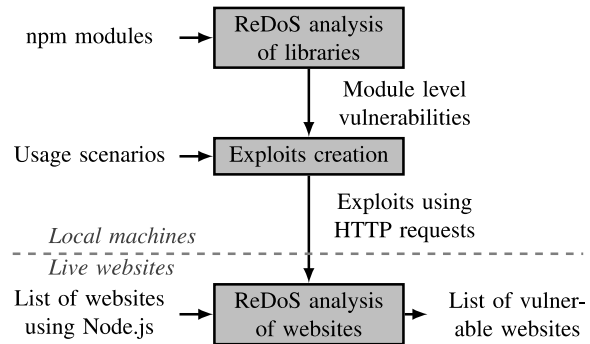 npm modules
ReDoS analysis
of libraries
Module level
vulnerabilities
Usage scenarios
Exploits creation
Exploits using
HTTP requests
Local machines
Live websites
List of websites
using Node.js
ReDoS analysis
of websites
List of vulner-
able websites